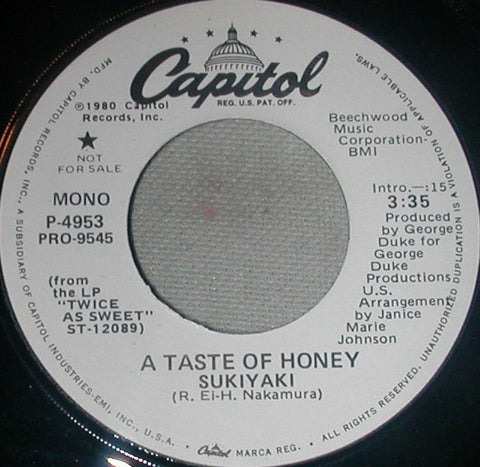 Capitol
REG. U.S. PAT. OFF.
℗1980 Capitol
Records, Inc.
★
NOT
FOR SALE
MONO
P-4953
PRO-9545
(from
the LP
"TWICE
AS SWEET"
ST-12089)
Beechwood
Music
Corporation-
BMI
Intro.—:15
3:35
Produced
by George
Duke for
George
Duke
Productions
U.S.
Arrangement
by Janice
Marie
Johnson
A TASTE OF HONEY
SUKIYAKI
(R. Ei-H. Nakamura)
MFD. BY CAPITOL RECORDS, INC., A SUBSIDIARY OF CAPITOL INDUSTRIES-EMI, INC., U.S.A. • Capitol MARCA REG. • ALL RIGHTS RESERVED. UNAUTHORIZED DUPLICATION IS A VIOLATION OF APPLICABLE LAWS.